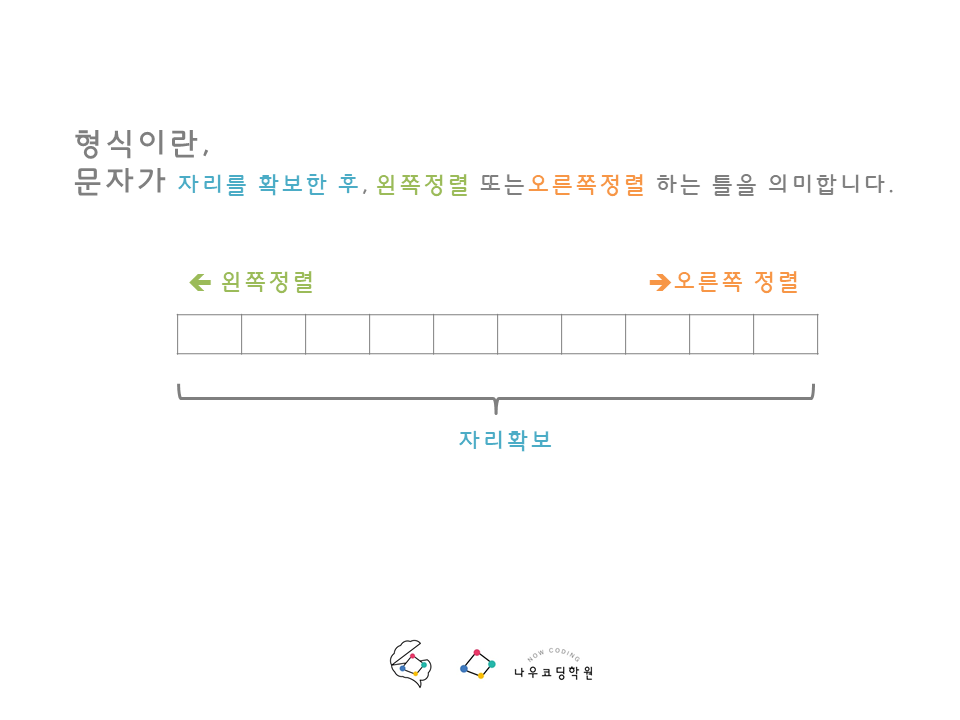 형식이란,
문자가 자리를 확보한 후, 왼쪽정렬 또는오른쪽정렬 하는 틀을 의미합니다.
🡸 왼쪽정렬
🡺오른쪽 정렬
자리확보
NOW CODING
나우코딩학원